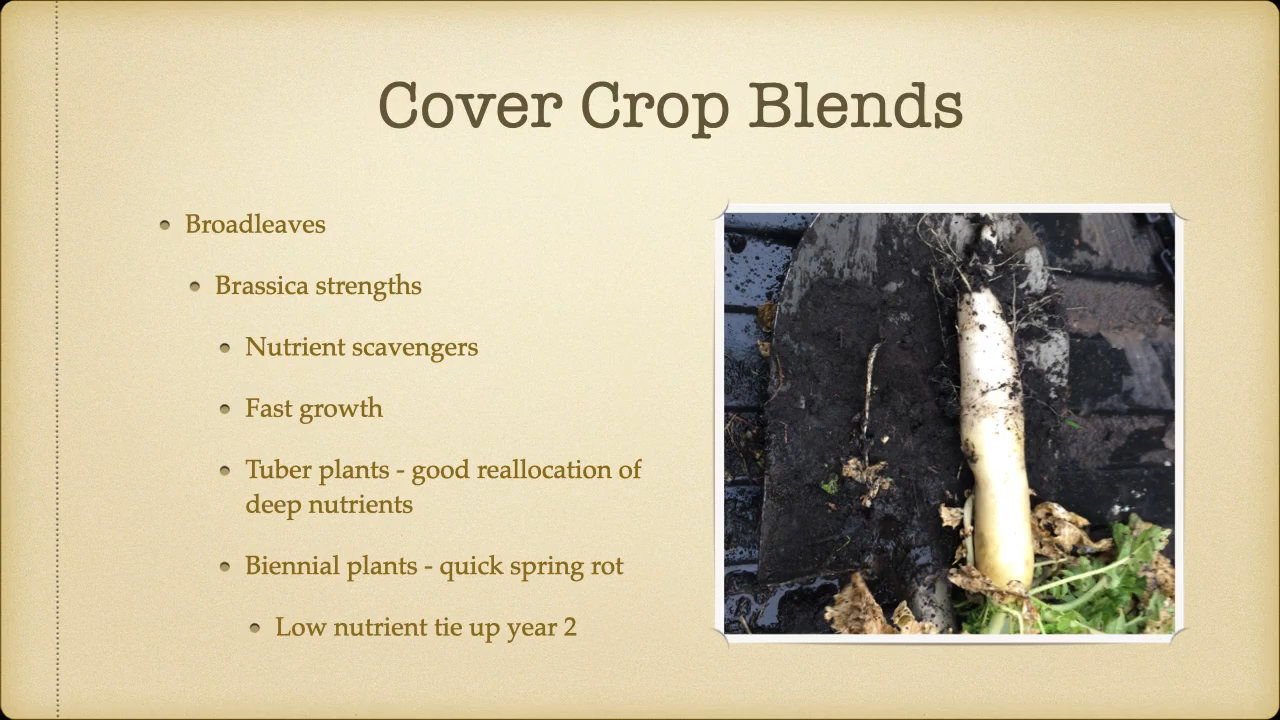 Cover Crop Blends
Broadleaves
Brassica strengths
Nutrient scavengers
Fast growth
Tuber plants - good reallocation of
deep nutrients
Biennial plants - quick spring rot
Low nutrient tie up year 2